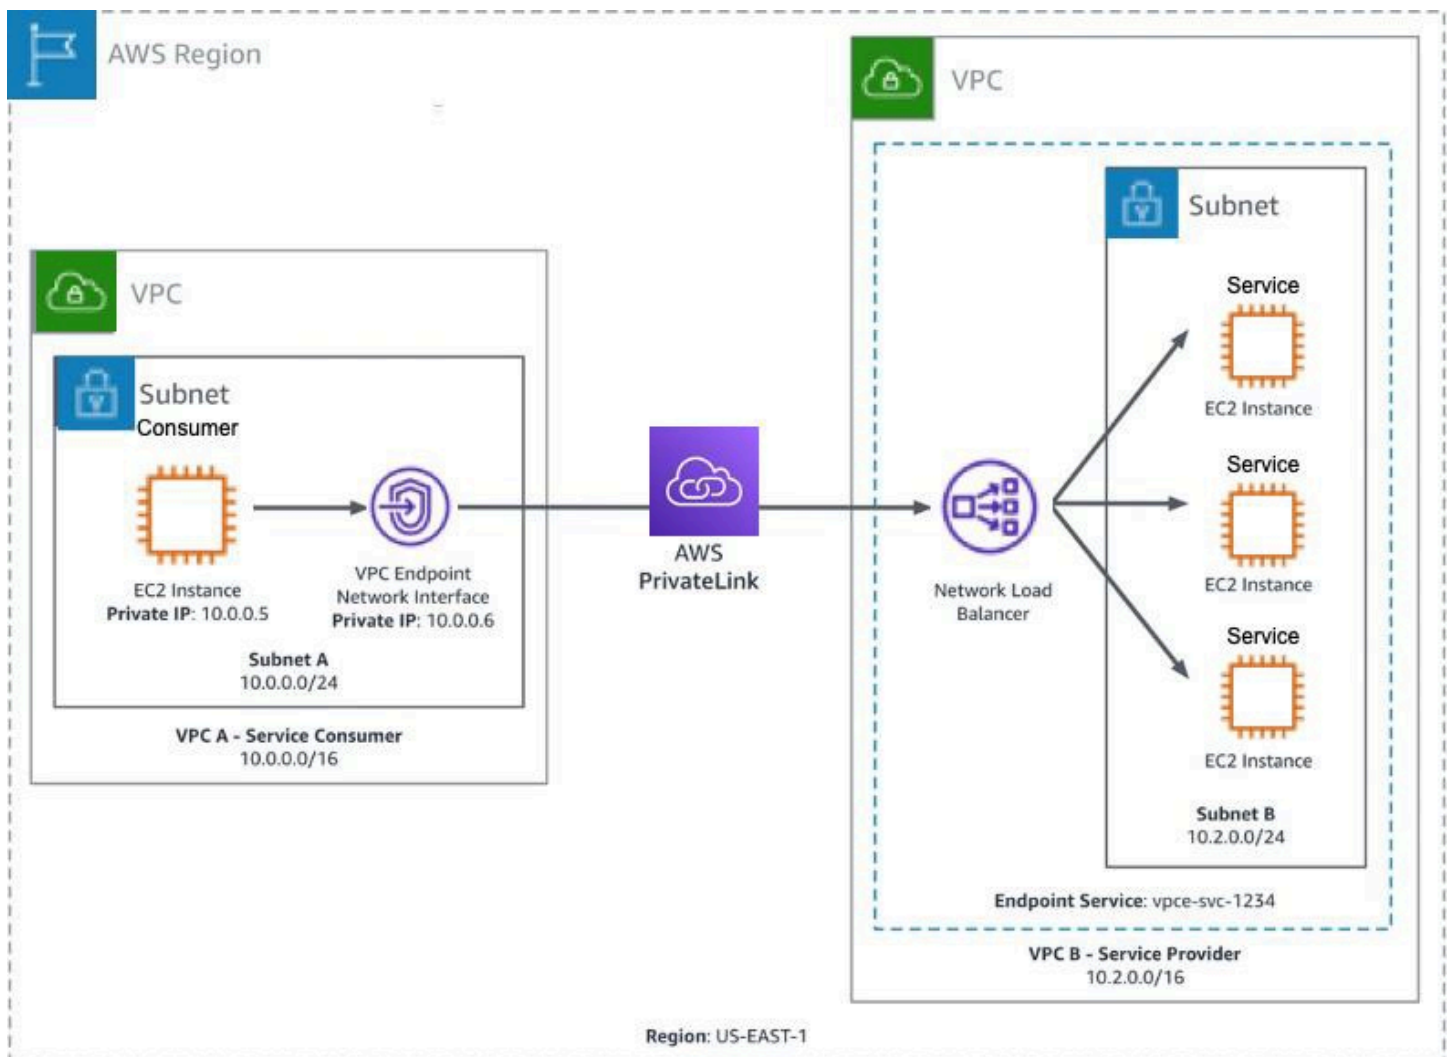 AWS Region
VPC
Subnet
Service
EC2 Instance
Service
EC2 Instance
Service
EC2 Instance
Subnet B
10.2.0.0/24
Network Load
Balancer
Endpoint Service: vpce-svc-1234
VPC B - Service Provider
10.2.0.0/16
VPC
Subnet
Consumer
EC2 Instance
Private IP: 10.0.0.5
VPC Endpoint
Network Interface
Private IP: 10.0.0.6
Subnet A
10.0.0.0/24
VPC A - Service Consumer
10.0.0.0/16
AWS
PrivateLink
Region: US-EAST-1